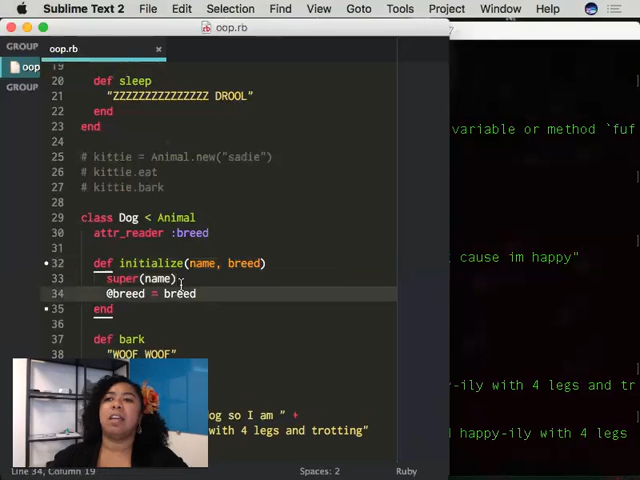 Sublime Text 2 File Edit Selection Find View Goto Tools Project Window Help
oop.rb
GROUP
oop.rb
oop
GROUP
19
20 def sleep
21 "ZZZZZZZZZZZZZZZ DROOL"
22 end
23 end
24
25 # kittie = Animal.new("sadie")
26 # kittie.eat
27 # kittie.bark
28
29 class Dog < Animal
30 attr_reader :breed
31
32 def initialize(name, breed)
33 super(name)
34 @breed = breed
35 end
36
37 def bark
38 "WOOF WOOF"
og so I am " +
with 4 legs and trotting"
Line 34, Column 19
Spaces: 2
Ruby
variable or method `fuf
cause im happy"
-ily with 4 legs and tr
d happy-ily with 4 legs